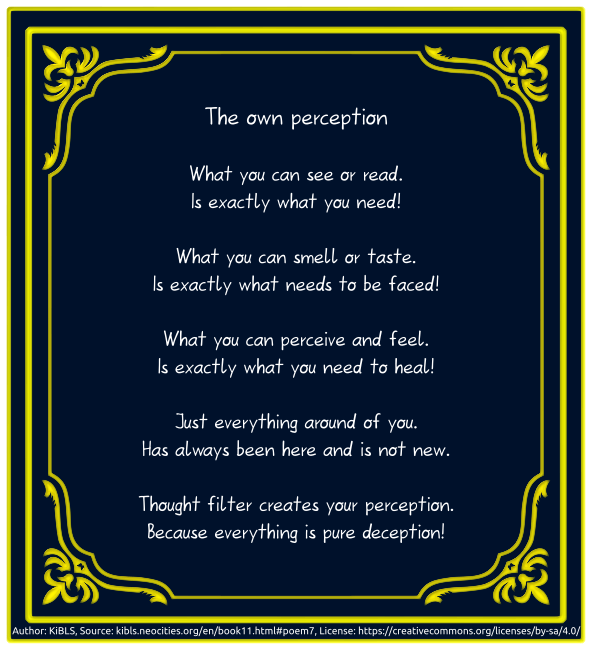 The own perception
What you can see or read.
Is exactly what you need!
What you can smell or taste.
Is exactly what needs to be faced!
What you can perceive and feel.
Is exactly what you need to heal!
Just everything around of you.
Has always been here and is not new.
Thought filter creates your perception.
Because everything is pure deception!
Author: KiBLS, Source: kibls.neocities.org/en/book11.html#poem7, License: https://creativecommons.org/licenses/by-sa/4.0/